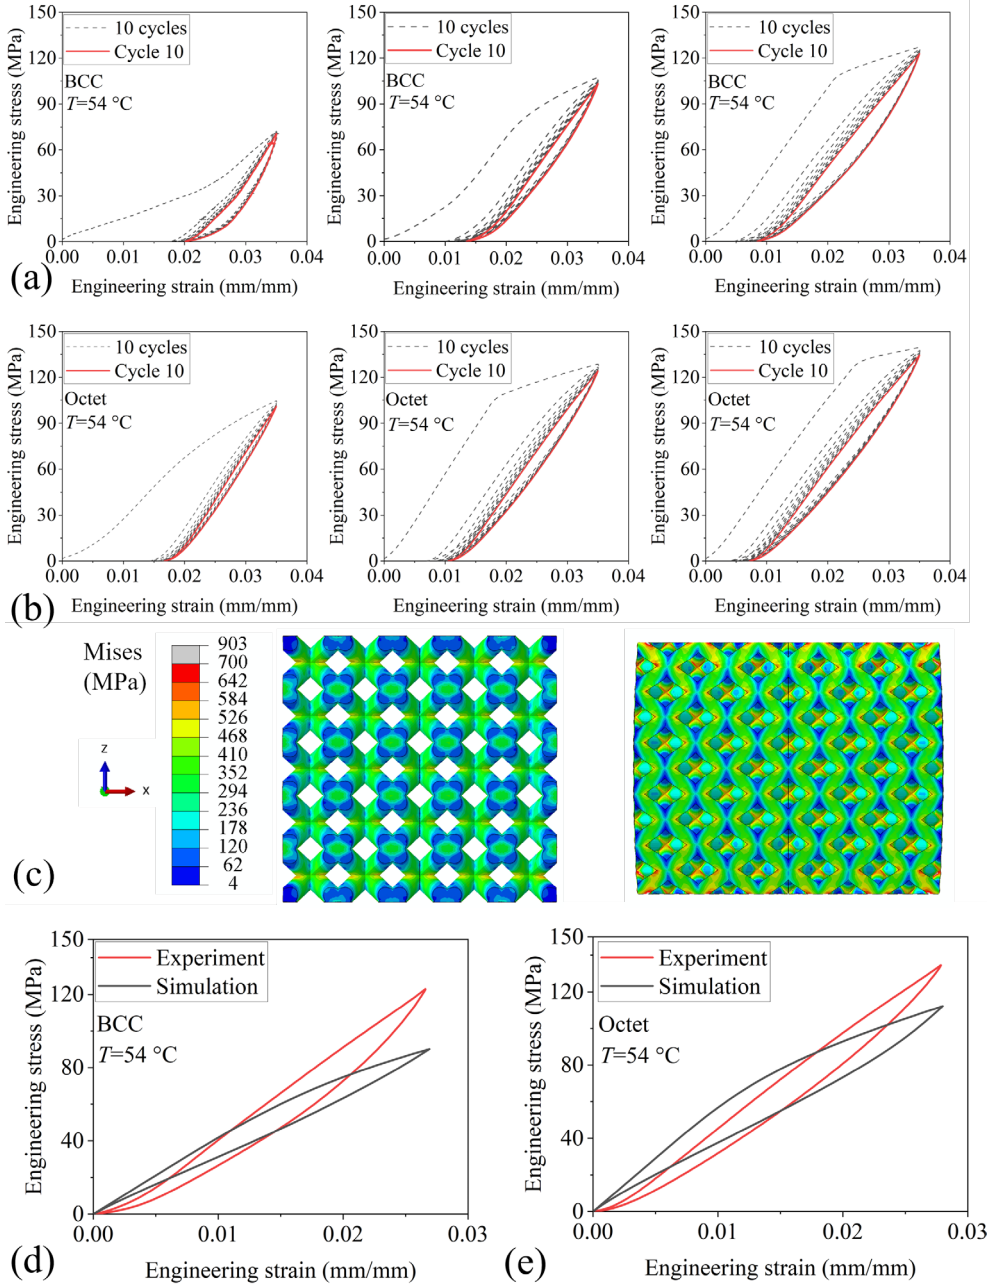 150
120
90
60
30
0
0.00 0.01 0.02 0.03 0.04
Engineering stress (MPa)
Engineering strain (mm/mm)
10 cycles
Cycle 10
BCC
T=54 °C
150
120
90
60
30
0
0.00 0.01 0.02 0.03 0.04
Engineering stress (MPa)
Engineering strain (mm/mm)
10 cycles
Cycle 10
BCC
T=54 °C
150
120
90
60
30
0
0.00 0.01 0.02 0.03 0.04
Engineering stress (MPa)
Engineering strain (mm/mm)
10 cycles
Cycle 10
BCC
T=54 °C
(a)
150
120
90
60
30
0
0.00 0.01 0.02 0.03 0.04
Engineering stress (MPa)
Engineering strain (mm/mm)
10 cycles
Cycle 10
Octet
T=54 °C
150
120
90
60
30
0
0.00 0.01 0.02 0.03 0.04
Engineering stress (MPa)
Engineering strain (mm/mm)
10 cycles
Cycle 10
Octet
T=54 °C
150
120
90
60
30
0
0.00 0.01 0.02 0.03 0.04
Engineering stress (MPa)
Engineering strain (mm/mm)
10 cycles
Cycle 10
Octet
T=54 °C
(b)
Mises
(MPa)
903
700
642
584
526
468
410
352
294
236
178
120
62
4
z
x
(c)
150
120
80
40
0
0.00 0.01 0.02 0.03
Engineering stress (MPa)
Engineering strain (mm/mm)
Experiment
Simulation
BCC
T=54 °C
(d)
150
120
80
40
0
0.00 0.01 0.02 0.03
Engineering stress (MPa)
Engineering strain (mm/mm)
Experiment
Simulation
Octet
T=54 °C
(e)